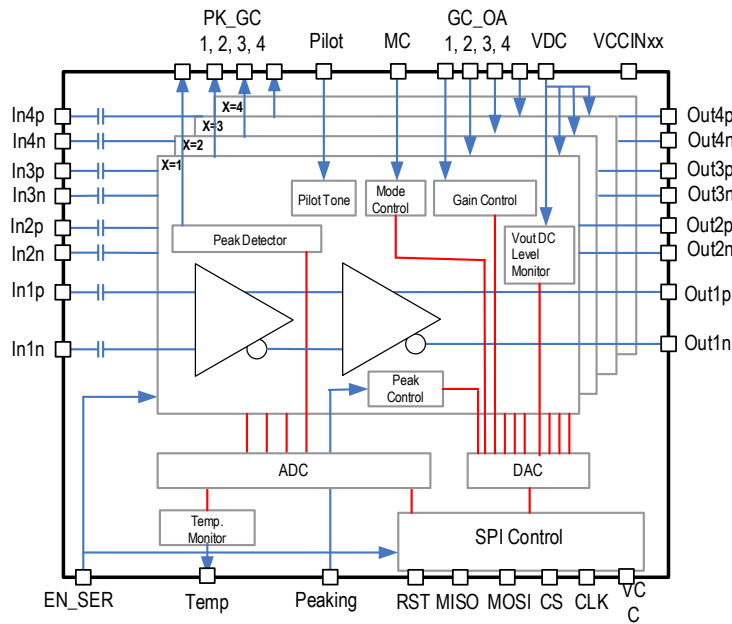 PK_GC
1, 2, 3, 4
Pilot
MC
GC_OA
1, 2, 3, 4
VDC
VCCINxx
In4p
In4n
In3p
In3n
In2p
In2n
In1p
In1n
X=4
X=3
X=2
X=1
Out4p
Out4n
Out3p
Out3n
Out2p
Out2n
Out1p
Out1n
Pilot Tone
Mode
Control
Gain Control
Peak Detector
Vout DC
Level
Monitor
Peak
Control
ADC
DAC
Temp.
Monitor
SPI Control
EN_SER
Temp
Peaking
RST
MISO
MOSI
CS
CLK
VC
C